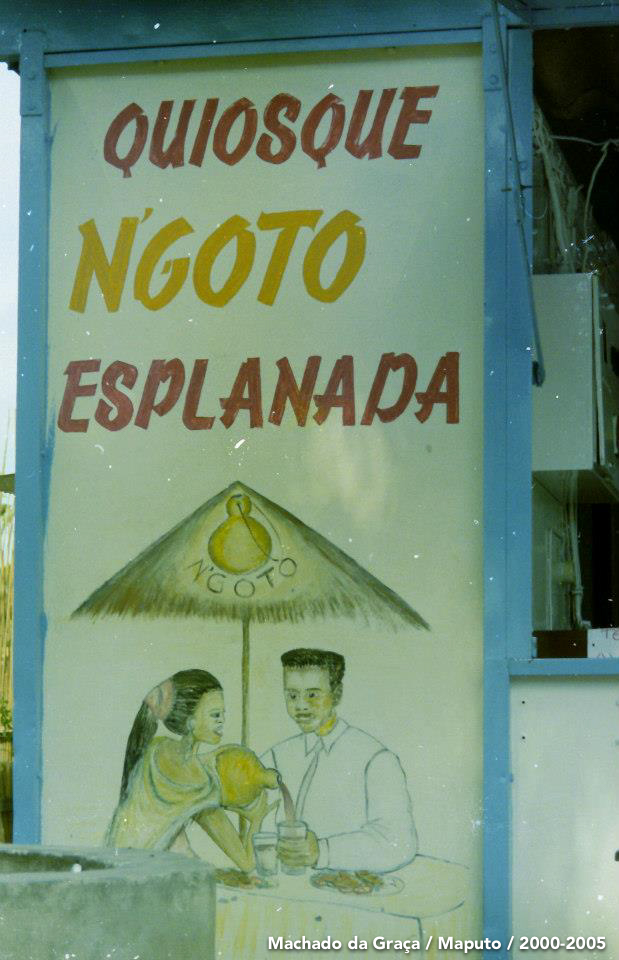 QUIOSQUE
N'GOTO
ESPLANADA
N'GOTO
Machado da Graça / Maputo / 2000-2005